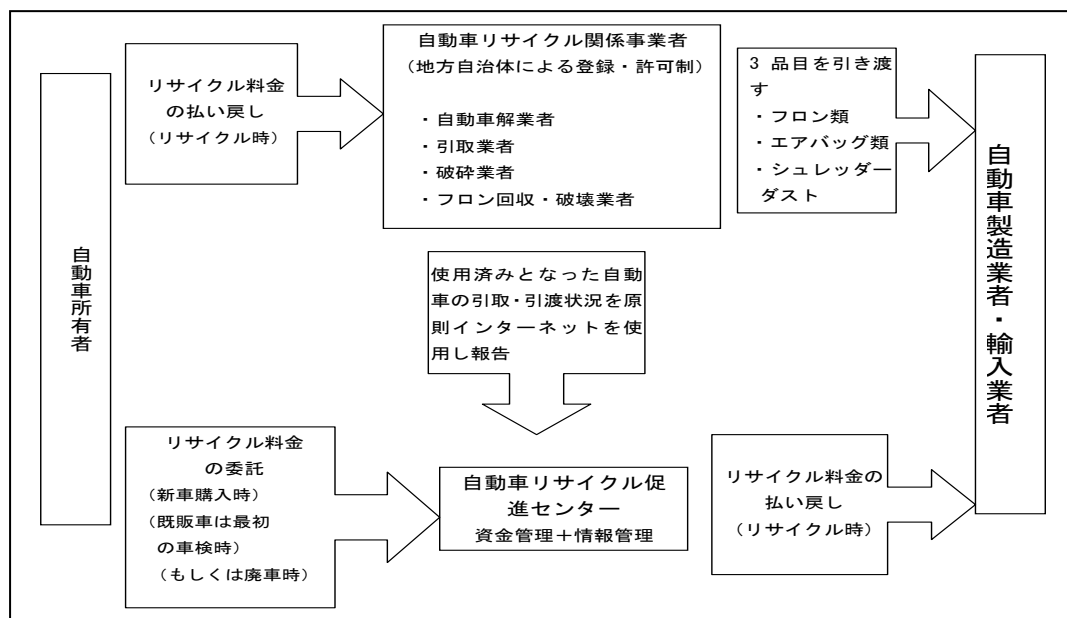 自動車所有者
リサイクル料金
の払い戻し
(リサイクル時)
自動車リサイクル関係事業者
(地方自治体による登録・許可制)
・自動車解業者
・引取業者
・破砕業者
・フロン回収・破壊業者
3 品目を引き渡
す
・フロン類
・エアバッグ類
・シュレッダー
ダスト
自動車製造業者・輸入業者
使用済みとなった自動
車の引取・引渡状況を原
則インターネットを使
用し報告
リサイクル料金
の委託
(新車購入時)
(既販車は最初
の車検時)
(もしくは廃車時)
自動車リサイクル促
進センター
資金管理+情報管理
リサイクル料金の
払い戻し
(リサイクル時)